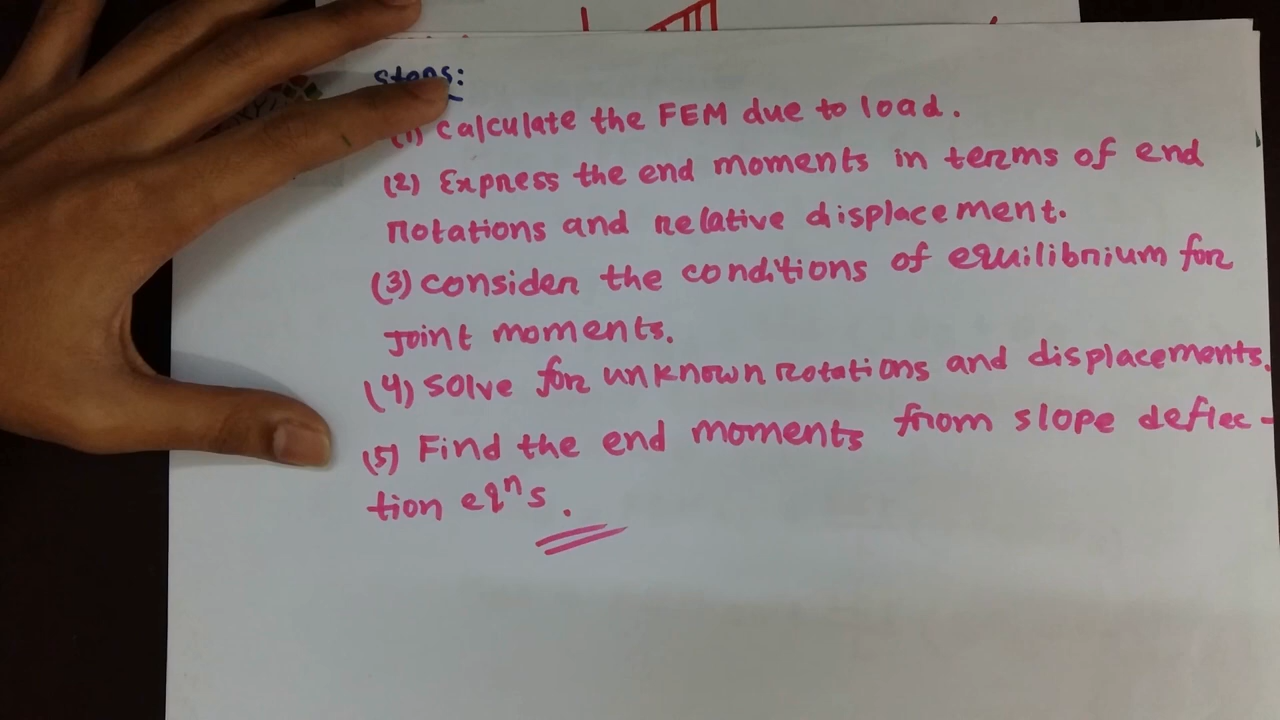 Steps:
(1) Calculate the FEM due to load.
(2) Express the end moments in terms of end
rotations and relative displacement.
(3) Consider the conditions of equilibrium for
joint moments.
(4) Solve for unknown rotations and displacements.
(5) Find the end moments from slope deflec-
tion eqⁿs.